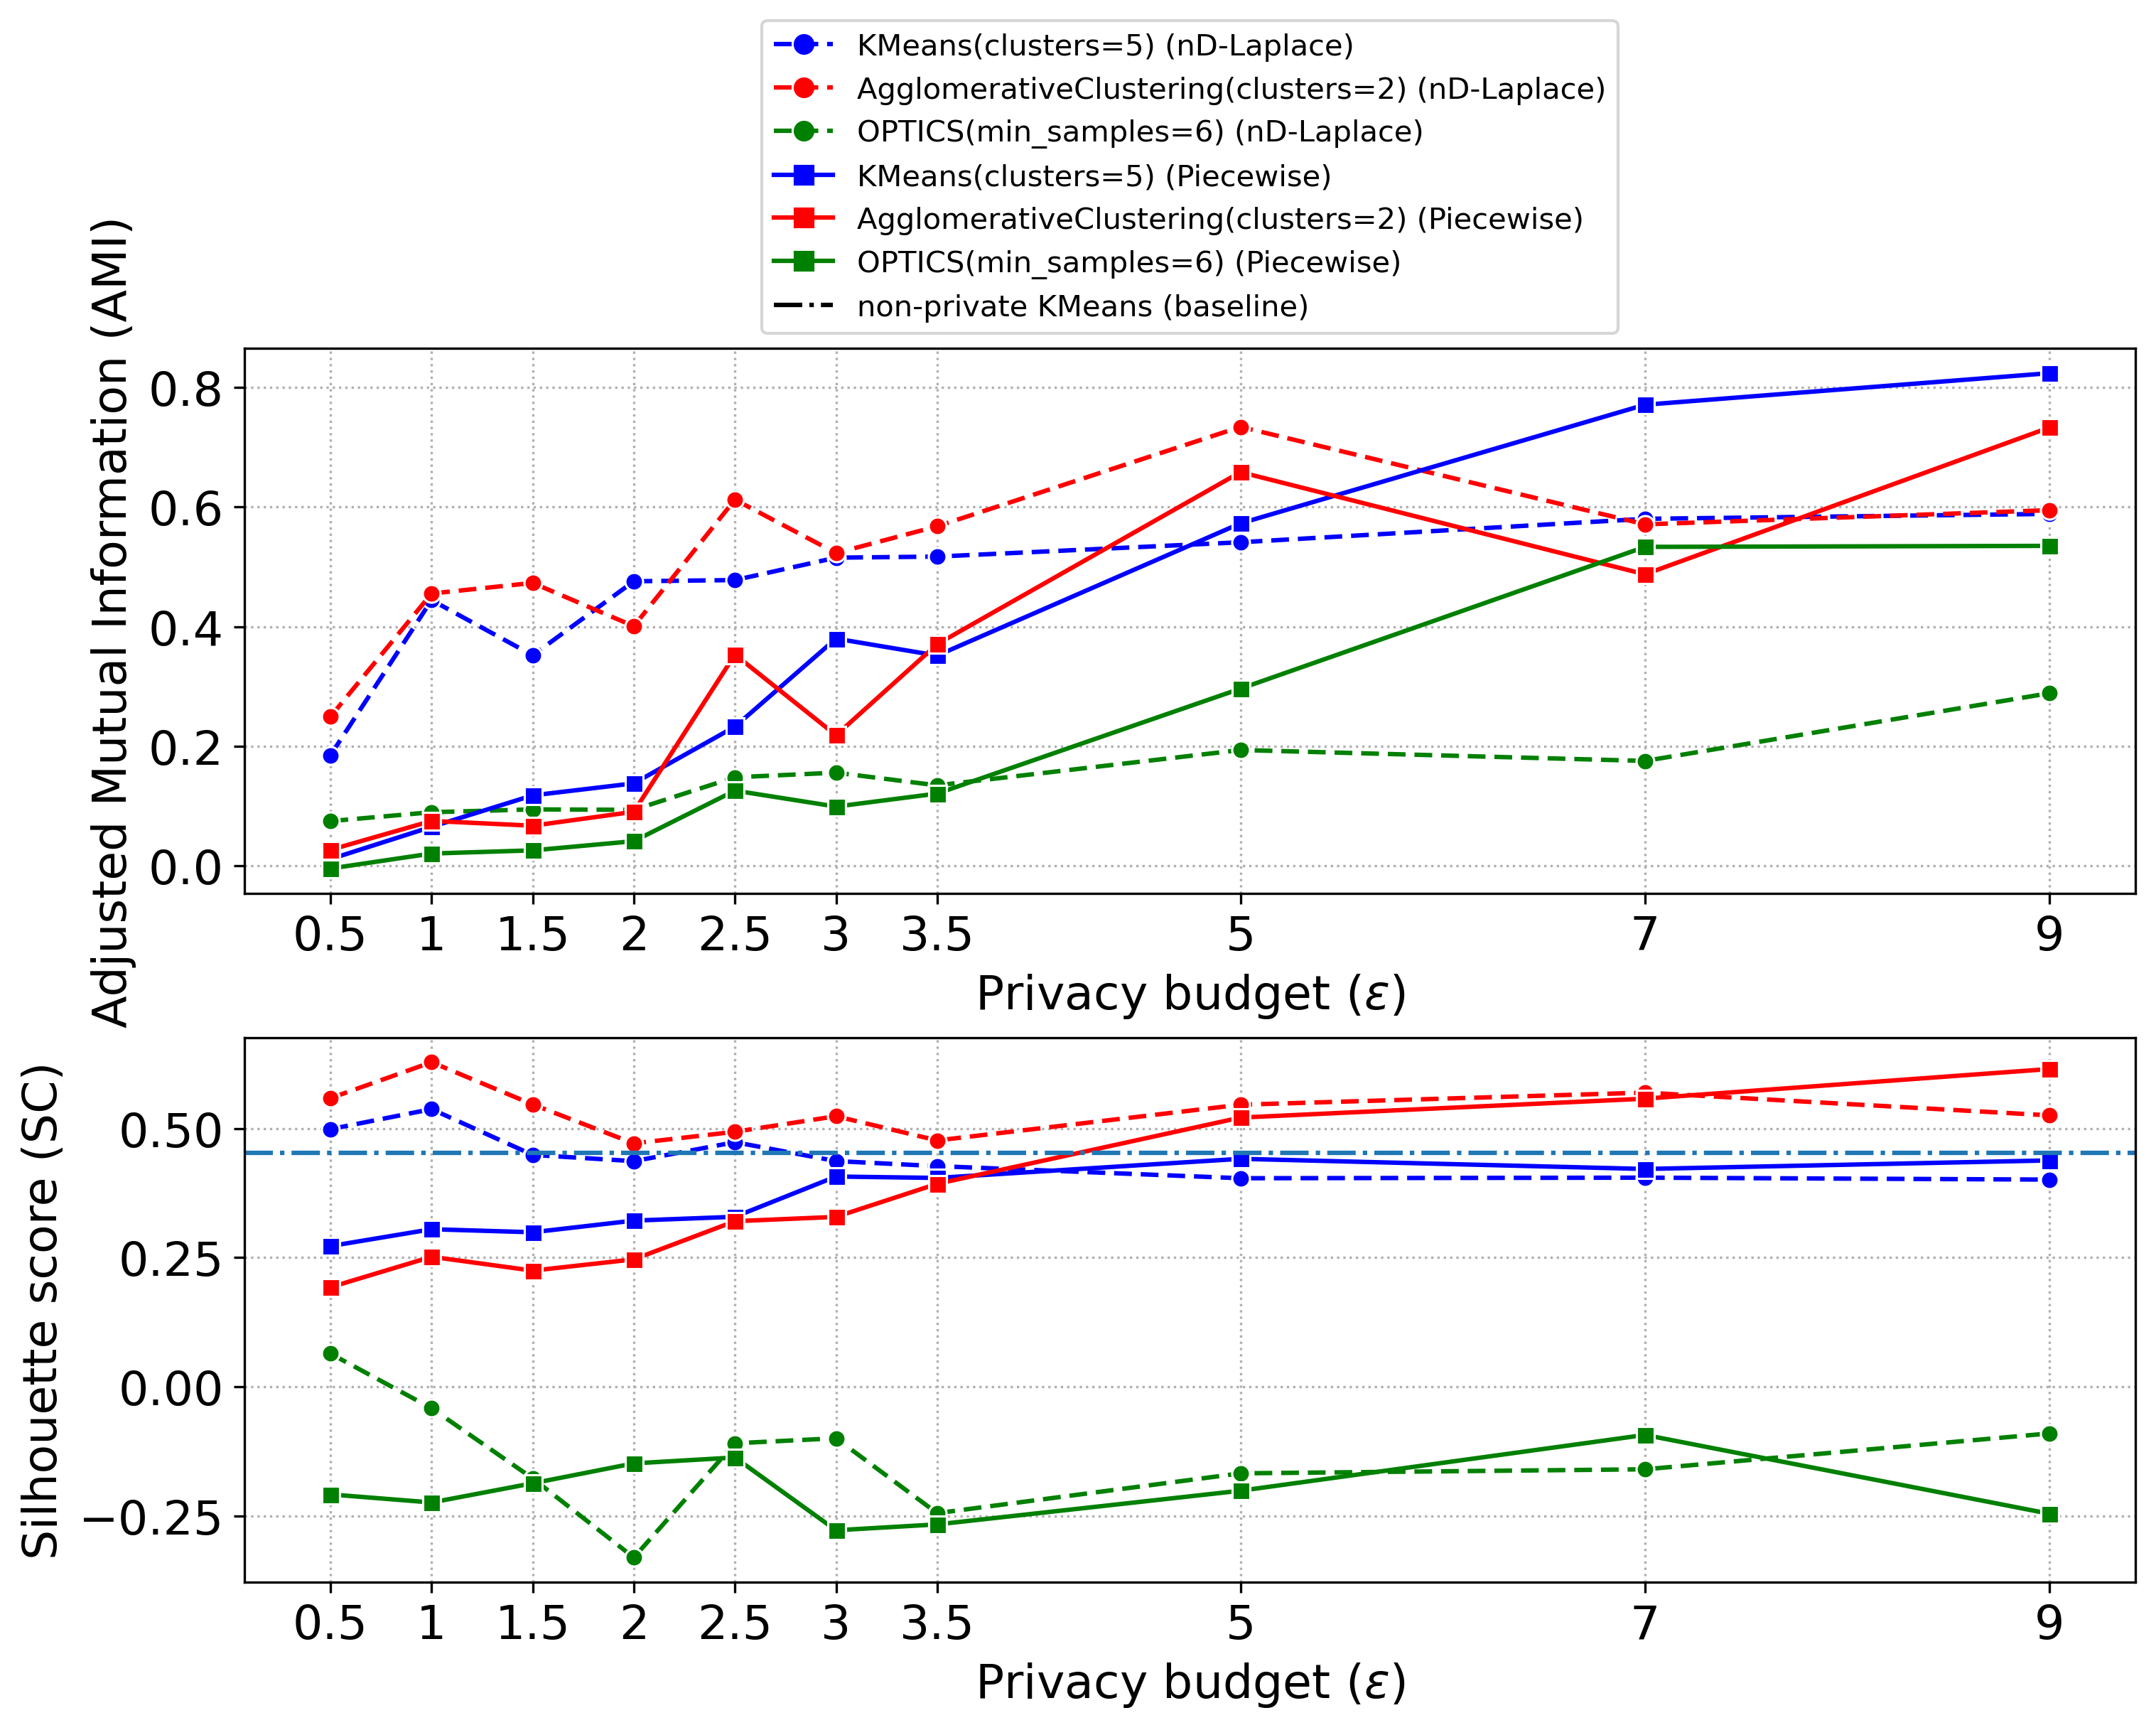 KMeans(clusters=5) (nD-Laplace)
AgglomerativeClustering(clusters=2) (nD-Laplace)
OPTICS(min_samples=6) (nD-Laplace)
KMeans(clusters=5) (Piecewise)
AgglomerativeClustering(clusters=2) (Piecewise)
OPTICS(min_samples=6) (Piecewise)
non-private KMeans (baseline)
Adjusted Mutual Information (AMI)
0.8
0.6
0.4
0.2
0.0
0.5 1 1.5 2 2.5 3 3.5 5 7 9
Privacy budget (ε)
Silhouette score (SC)
0.50
0.25
0.00
−0.25
0.5 1 1.5 2 2.5 3 3.5 5 7 9
Privacy budget (ε)